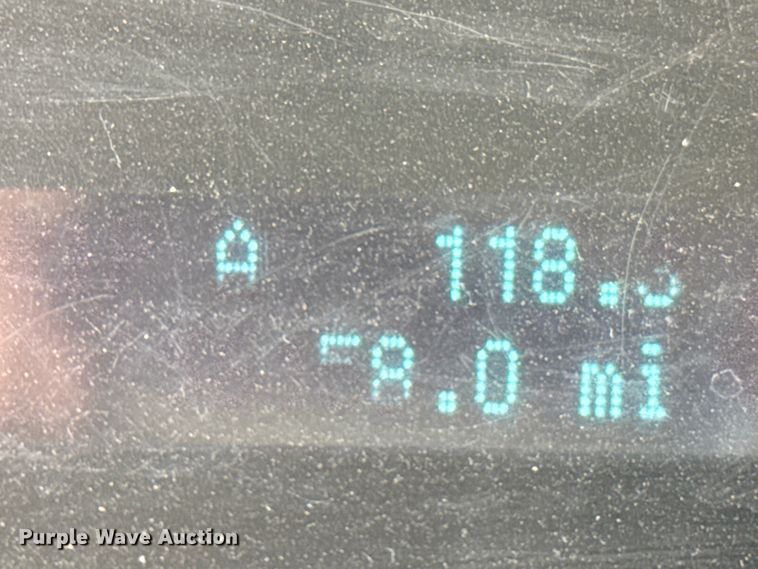 A 118.
.0 mi
Purple Wave Auction